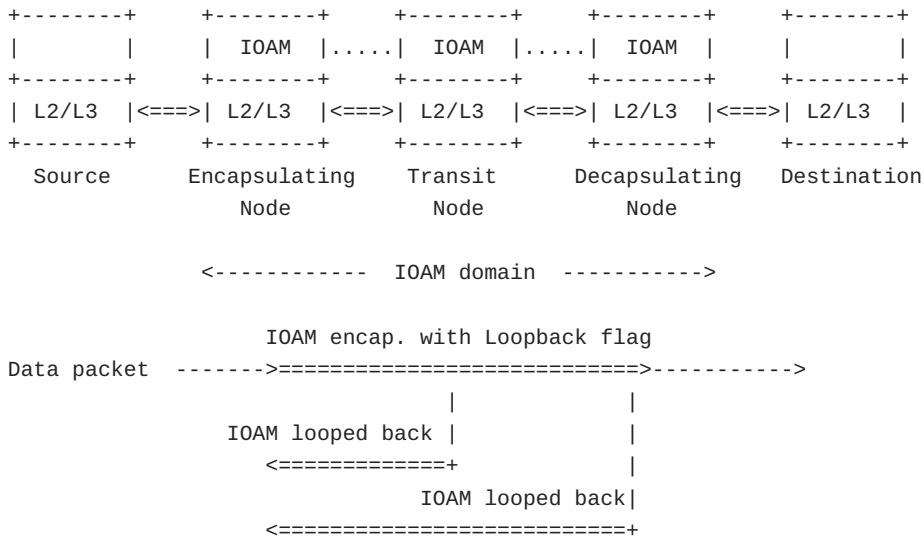 +--------+     +--------+     +--------+     +--------+     +--------+
|        |     |  IOAM  |.....|  IOAM  |.....|  IOAM  |     |        |
+--------+     +--------+     +--------+     +--------+     +--------+
| L2/L3  |<===>| L2/L3  |<===>| L2/L3  |<===>| L2/L3  |<===>| L2/L3  |
+--------+     +--------+     +--------+     +--------+     +--------+
  Source      Encapsulating    Transit      Decapsulating   Destination
                  Node           Node            Node

               <------------  IOAM domain  ----------->

                    IOAM encap. with Loopback flag
Data packet  ------->============================>----------->
                                  |             |
                 IOAM looped back |             |
                    <=============+             |
                                IOAM looped back|
                    <===========================+